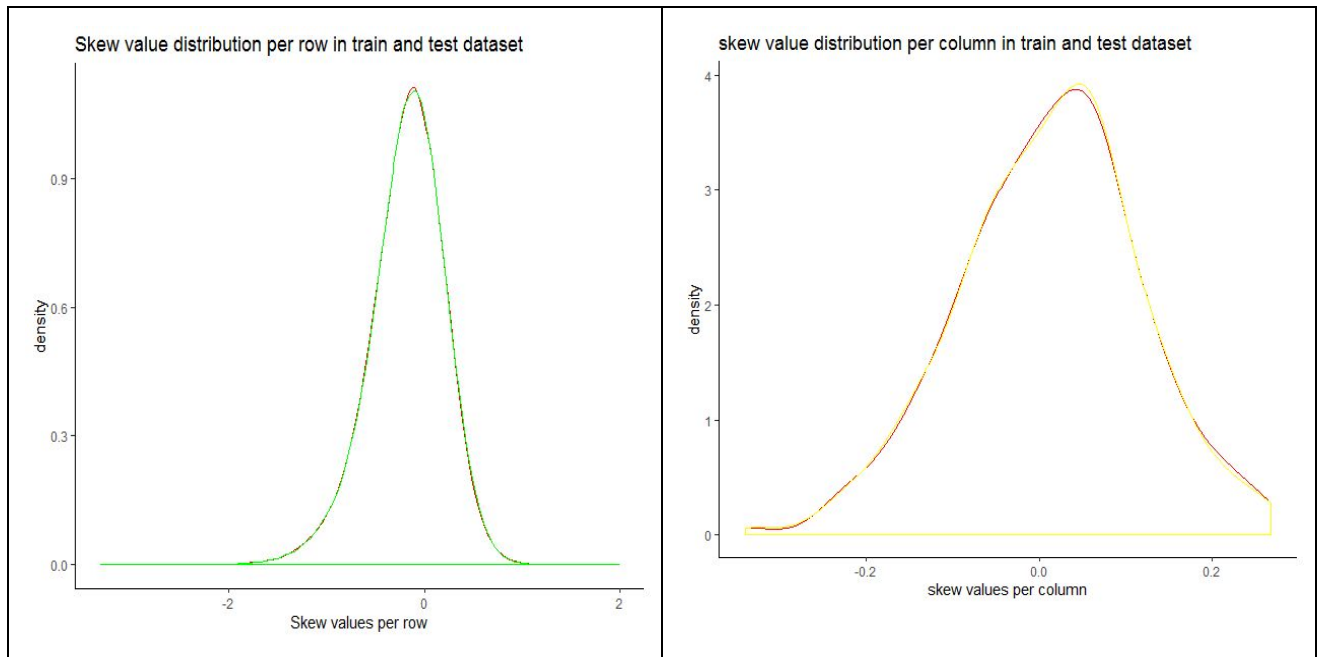 Skew value distribution per row in train and test dataset
0.9
0.6
0.3
0.0
density
-2
0
2
Skew values per row
skew value distribution per column in train and test dataset
4
3
2
1
0
density
-0.2
0.0
0.2
skew values per column